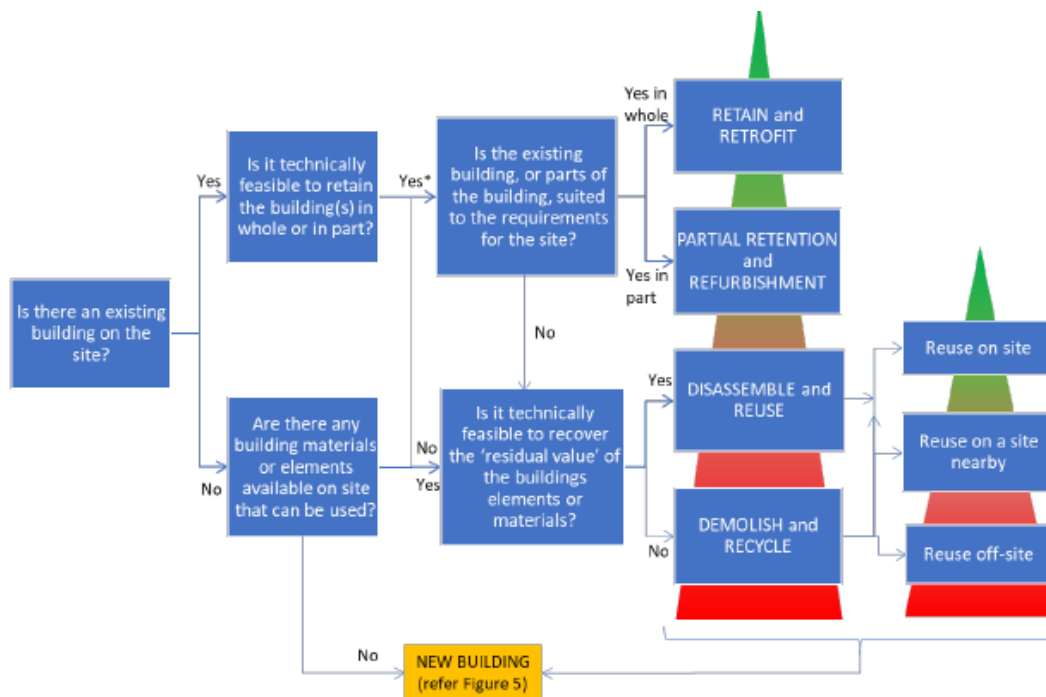 Is there an existing
building on the
site?
Yes
No
Is it technically
feasible to retain
the building(s) in
whole or in part?
Are there any
building materials
or elements
available on site
that can be used?
Yes*
No
Yes
Is the existing
building, or parts
of the building,
suited to the
requirements
for the site?
No
Is it technically
feasible to recover
the ‘residual value’ of
the buildings
elements or
materials?
Yes in
whole
Yes in
part
Yes
No
RETAIN and
RETROFIT
PARTIAL RETENTION
and
REFURBISHMENT
DISASSEMBLE and
REUSE
DEMOLISH and
RECYCLE
Reuse on site
Reuse on a site
nearby
Reuse off-site
No
NEW BUILDING
(refer Figure 5)